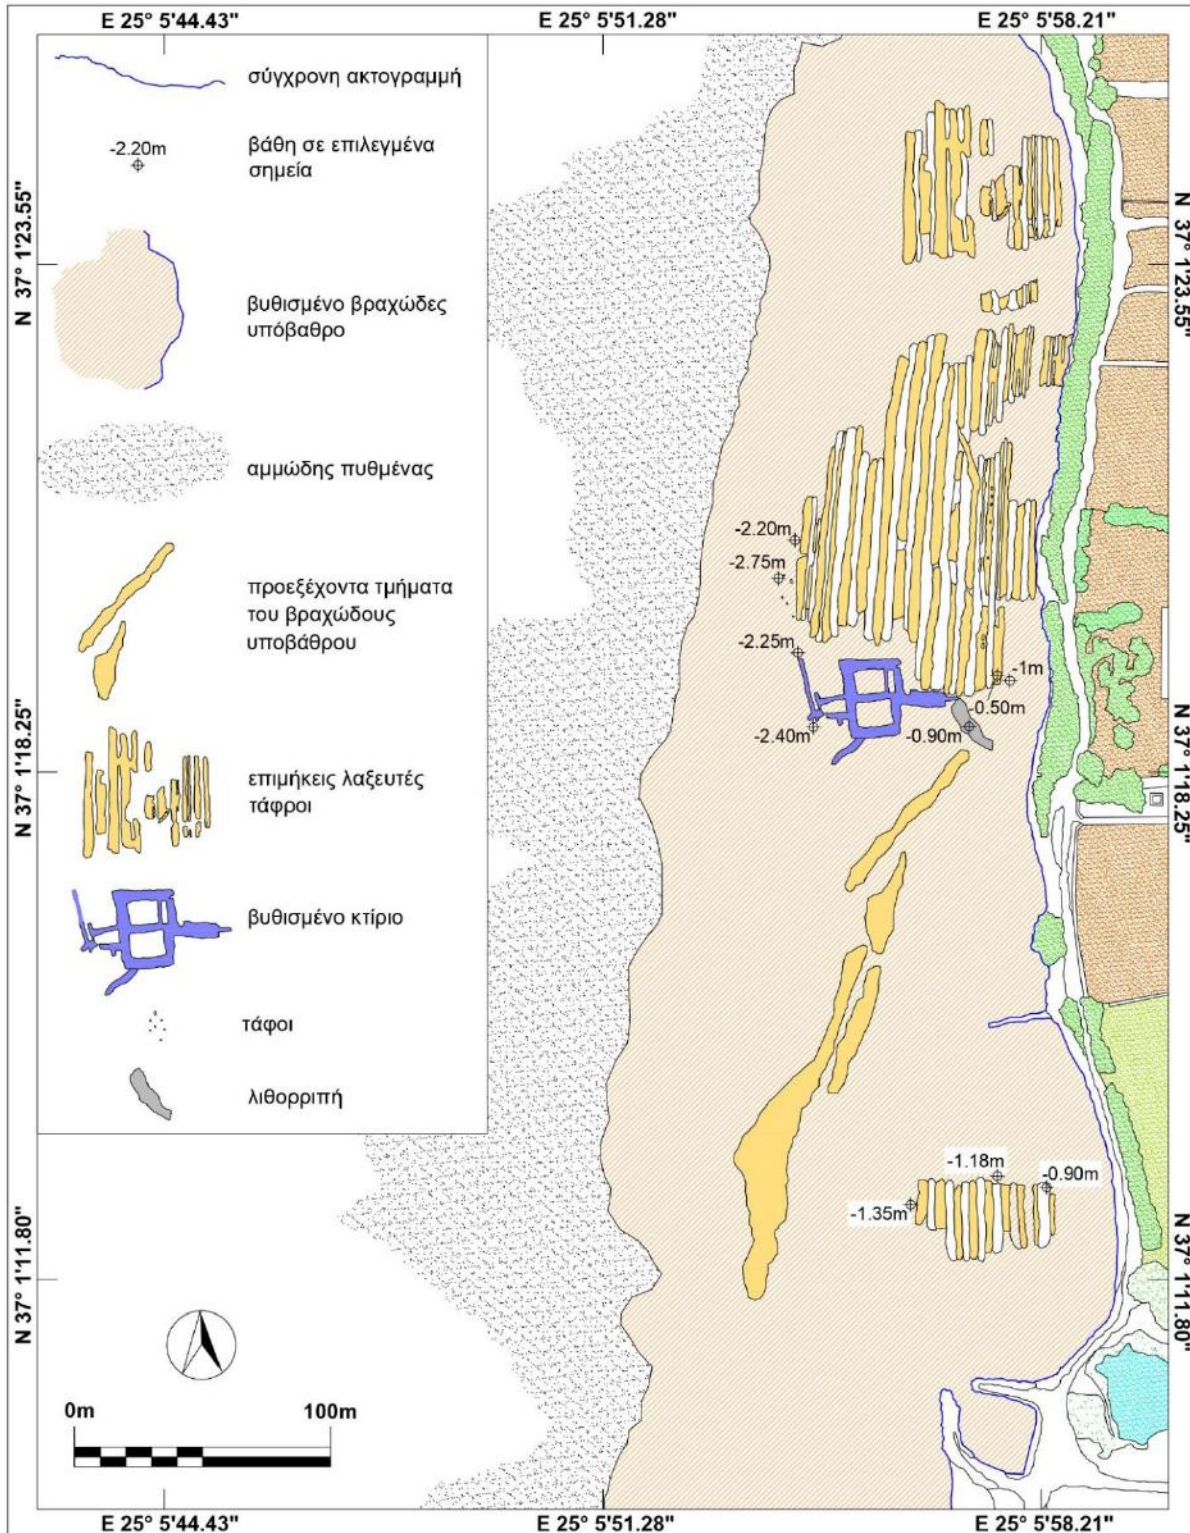 E 25° 5'44.43"
E 25° 5'51.28"
E 25° 5'58.21"
N 37° 1'23.55"
N 37° 1'18.25"
N 37° 1'11.80"
σύγχρονη ακτογραμμή
-2.20m
βάθη σε επιλεγμένα
σημεία
βυθισμένο βραχώδες
υπόβαθρο
αμμώδης πυθμένας
προεξέχοντα τμήματα
του βραχώδους
υποβάθρου
επιμήκεις λαξευτές
τάφροι
βυθισμένο κτίριο
τάφοι
λιθορριπή
0m
100m
-2.20m
-2.75m
-2.25m
-1m
-0.50m
-2.40m
-0.90m
-1.18m
-0.90m
-1.35m
N 37° 1'23.55"
N 37° 1'18.25"
N 37° 1'11.80"
E 25° 5'44.43"
E 25° 5'51.28"
E 25° 5'58.21"